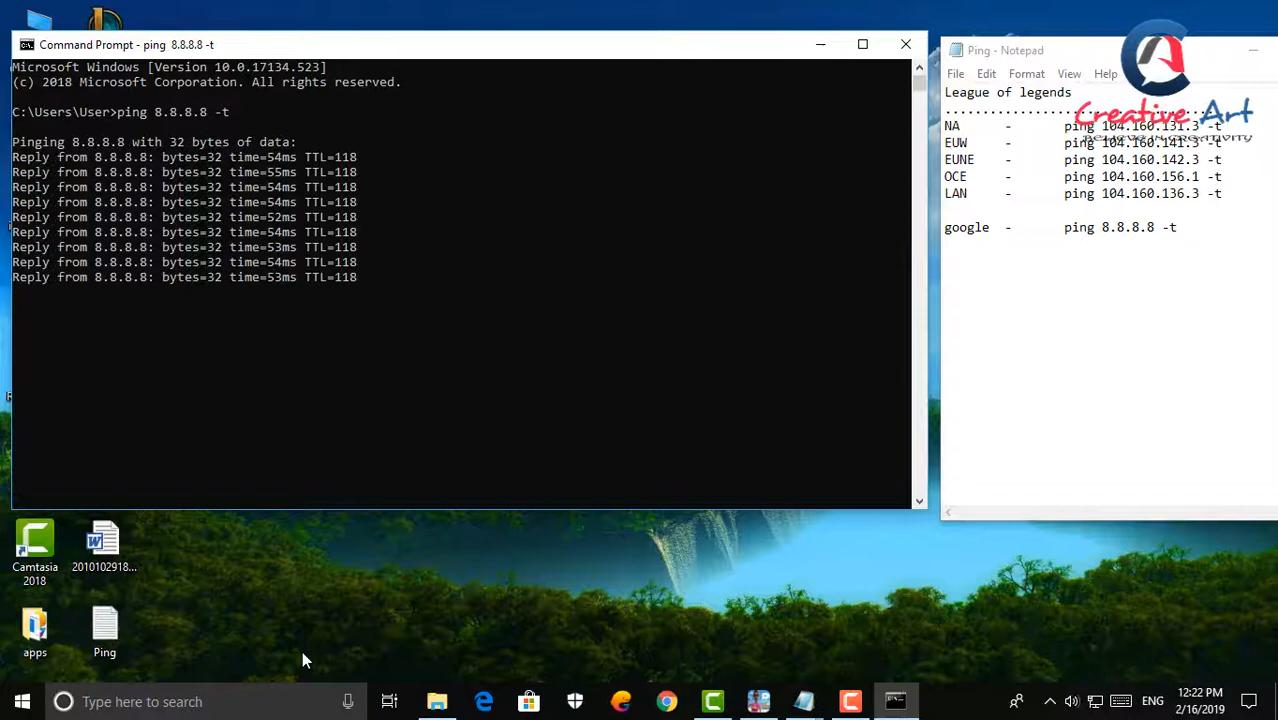 Command Prompt - ping  8.8.8.8 -t
Microsoft Windows [Version 10.0.17134.523]
(c) 2018 Microsoft Corporation. All rights reserved.
C:\Users\User>ping 8.8.8.8 -t
Pinging 8.8.8.8 with 32 bytes of data:
Reply from 8.8.8.8: bytes=32 time=54ms TTL=118
Reply from 8.8.8.8: bytes=32 time=55ms TTL=118
Reply from 8.8.8.8: bytes=32 time=54ms TTL=118
Reply from 8.8.8.8: bytes=32 time=54ms TTL=118
Reply from 8.8.8.8: bytes=32 time=52ms TTL=118
Reply from 8.8.8.8: bytes=32 time=54ms TTL=118
Reply from 8.8.8.8: bytes=32 time=53ms TTL=118
Reply from 8.8.8.8: bytes=32 time=54ms TTL=118
Reply from 8.8.8.8: bytes=32 time=53ms TTL=118
Ping - Notepad
File Edit Format View Help
League of legends
NA - ping 104.160.131.3 -t
EUW - ping 104.160.141.3 -t
EUNE - ping 104.160.142.3 -t
OCE - ping 104.160.156.1 -t
LAN - ping 104.160.136.3 -t
google - ping 8.8.8.8 -t
Creative Art
BELIEVE IN CREATIVITY
Camtasia
2018
2010102918...
apps
Ping
Type here to search
ENG
12:22 PM
2/16/2019